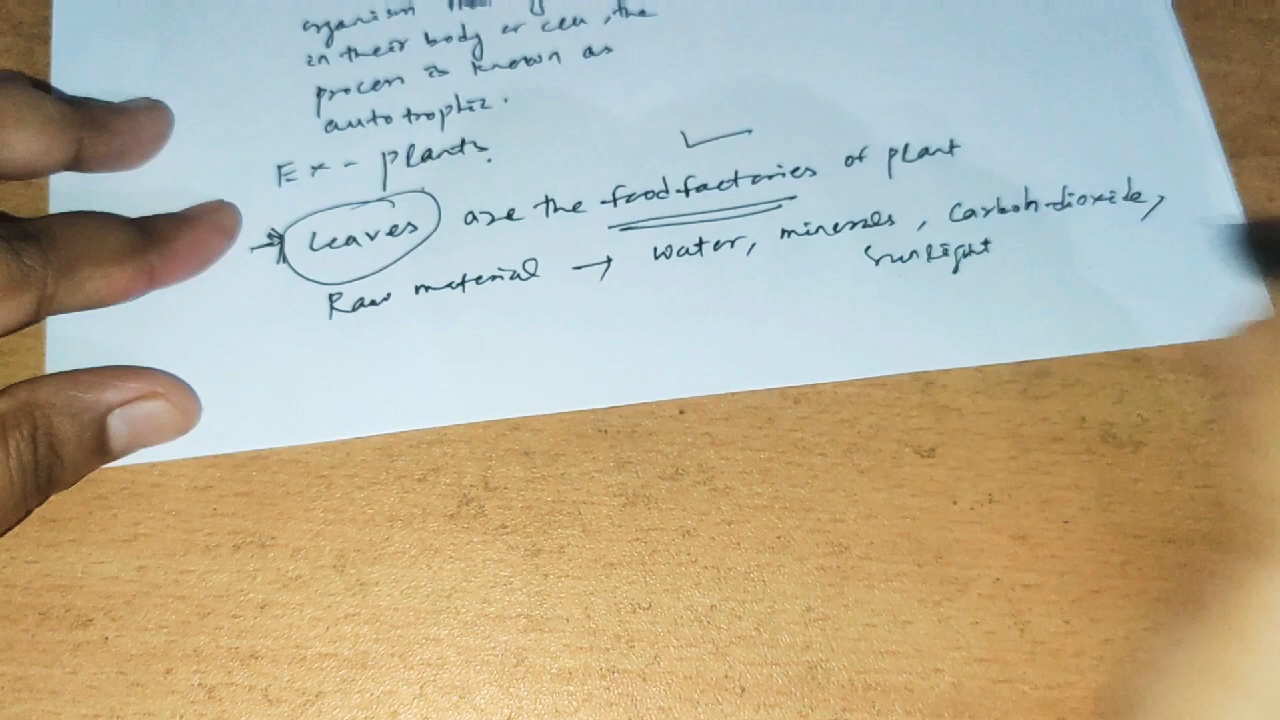 organism
in their body or cell, the
process is known as
autotrophic.
Ex - plants.
→ Leaves are the food factories of plant
Raw material → water, minerals, carbon-dioxide,
sunlight